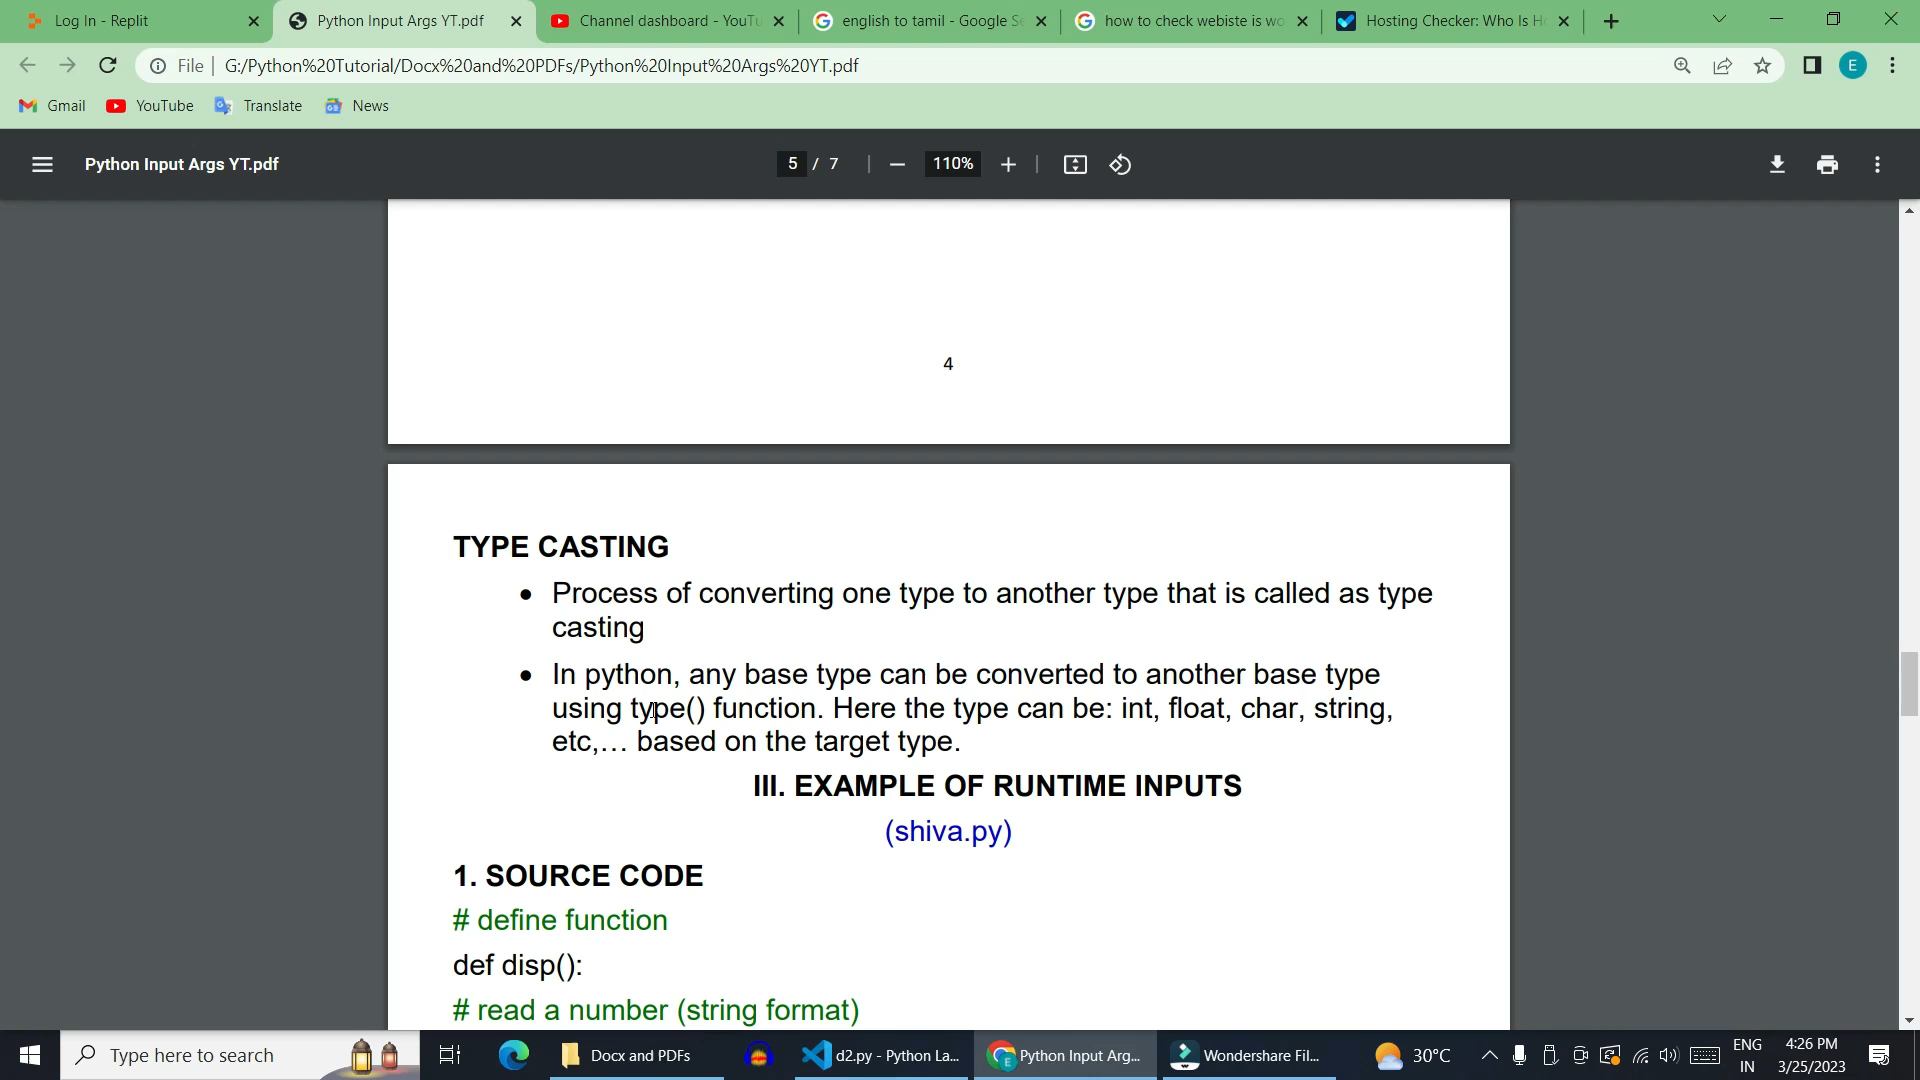 Log In - Replit
Python Input Args YT.pdf
Channel dashboard - YouTu
english to tamil - Google Se
how to check webiste is wo
Hosting Checker: Who Is Ho
File
G:/Python%20Tutorial/Docx%20and%20PDFs/Python%20Input%20Args%20YT.pdf
E
Gmail
YouTube
Translate
News
Python Input Args YT.pdf
5 / 7
110%
4
TYPE CASTING
• Process of converting one type to another type that is called as type
casting
• In python, any base type can be converted to another base type
using type() function. Here the type can be: int, float, char, string,
etc,… based on the target type.
III. EXAMPLE OF RUNTIME INPUTS
(shiva.py)
1. SOURCE CODE
# define function
def disp():
# read a number (string format)
Type here to search
Docx and PDFs
d2.py - Python La...
Python Input Arg...
Wondershare Fil...
30°C
ENG
IN
4:26 PM
3/25/2023